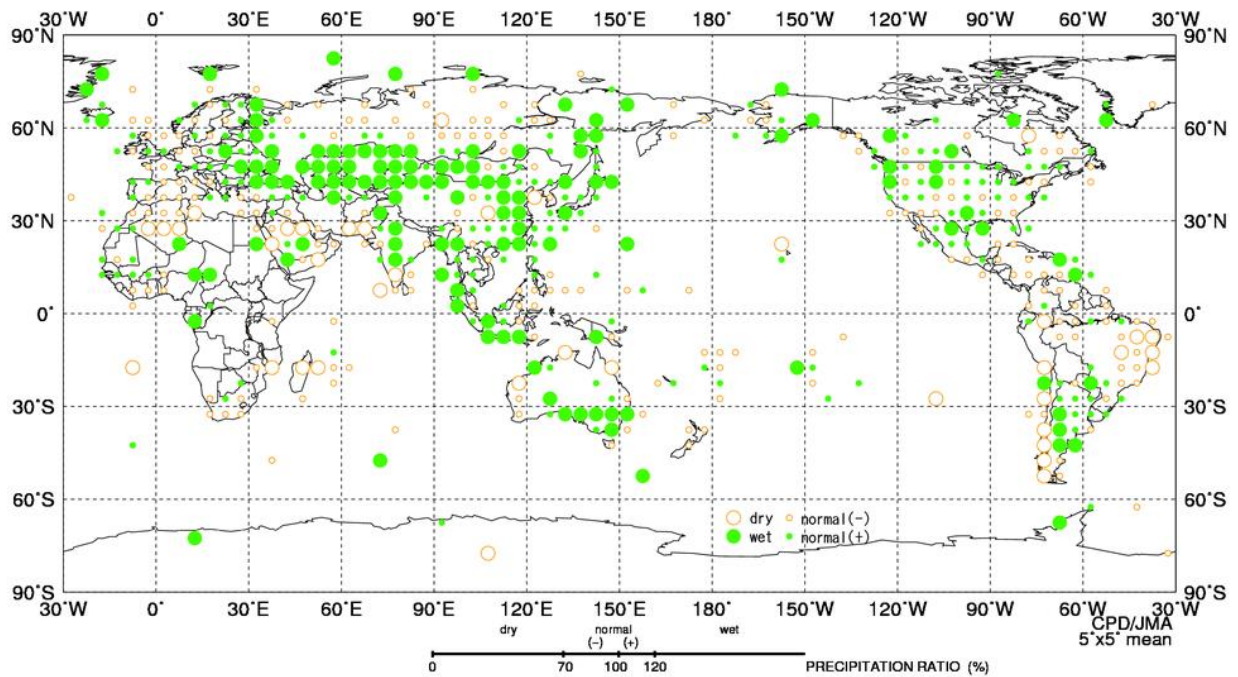 30°W 0° 30°E 60°E 90°E 120°E 150°E 180° 150°W 120°W 90°W 60°W 30°W
90°N 90°N
60°N 60°N
30°N 30°N
0° 0°
30°S 30°S
60°S 60°S
dry normal(-)
wet normal(+)
90°S 90°S
30°W 0° 30°E 60°E 90°E 120°E 150°E 180° 150°W 120°W 90°W 60°W 30°W
CPD/JMA
dry normal wet
5°x5° mean
(-) (+)
0 70 100 120 PRECIPITATION RATIO (%)